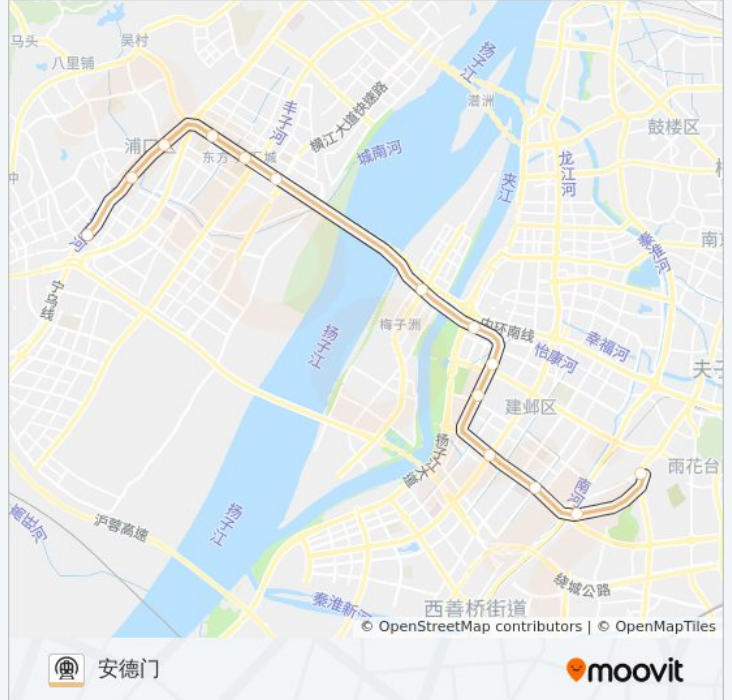 马头
吴村
八里铺
扬子江
潜洲
丰子河
横江大道快速路
鼓楼区
浦口区
东方
城
城南河
龙江河
夹江
秦淮河
南京
河
宁乌线
梅子洲
内环南线
幸福河
怡康河
扬子江
夫子
建邺区
扬子江大道
雨花台
南河
扬子江
沪蓉高速
绕城公路
秦淮新河
西善桥街道
© OpenStreetMap contributors | © OpenMapTiles
安德门
moovit